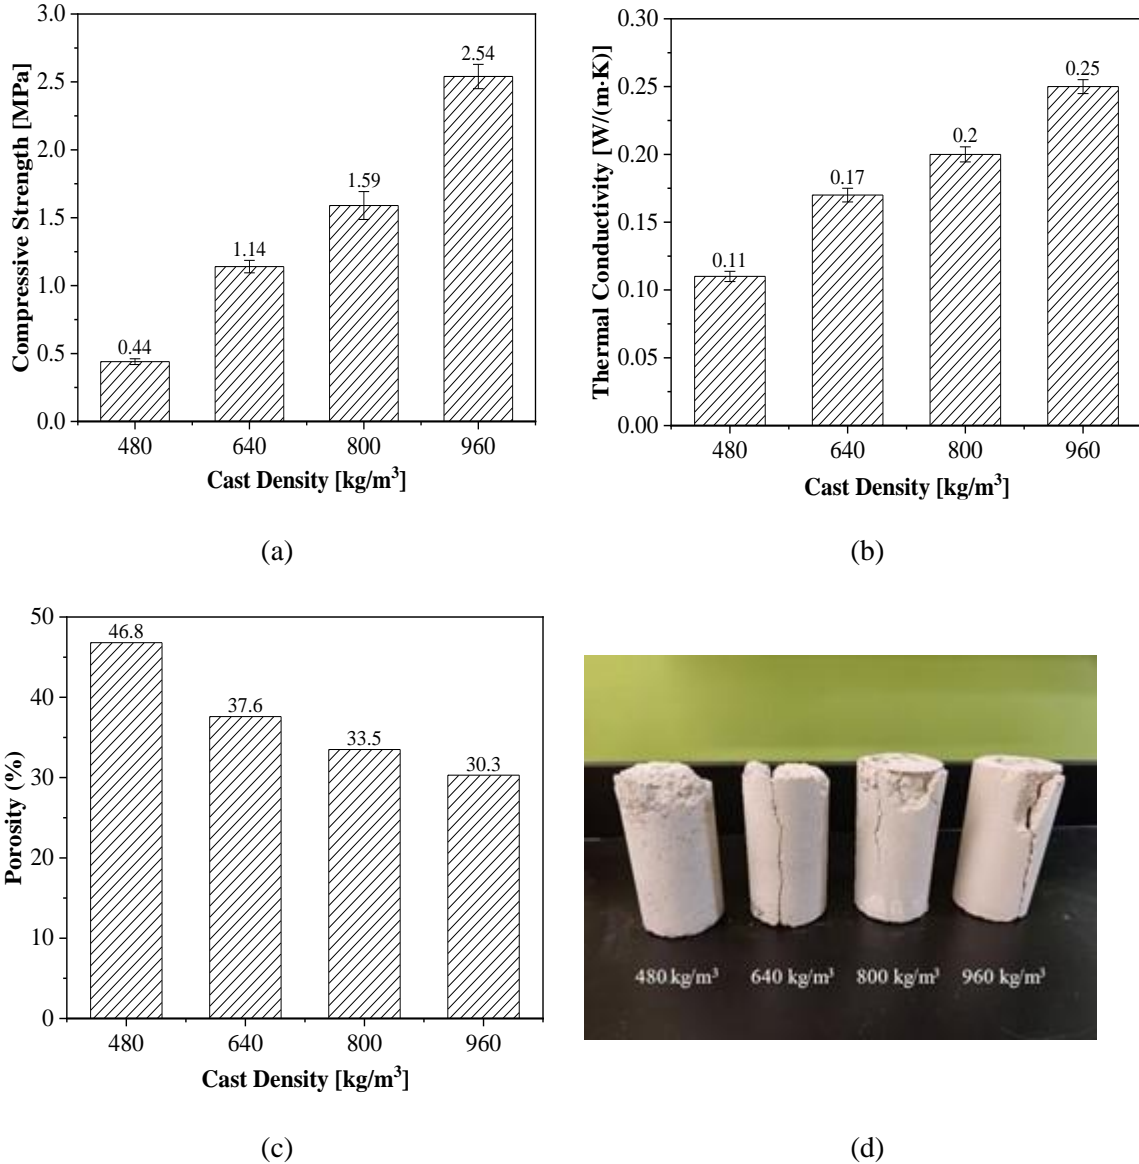 Compressive Strength [MPa]
3.0
2.5
2.0
1.5
1.0
0.5
0.0
0.44
1.14
1.59
2.54
480 640 800 960
Cast Density [kg/m³]
(a)
Thermal Conductivity [W/(m·K)]
0.30
0.25
0.20
0.15
0.10
0.05
0.00
0.11
0.17
0.2
0.25
480 640 800 960
Cast Density [kg/m³]
(b)
Porosity (%)
50
40
30
20
10
0
46.8
37.6
33.5
30.3
480 640 800 960
Cast Density [kg/m³]
(c)
480 kg/m³ 640 kg/m³ 800 kg/m³ 960 kg/m³
(d)